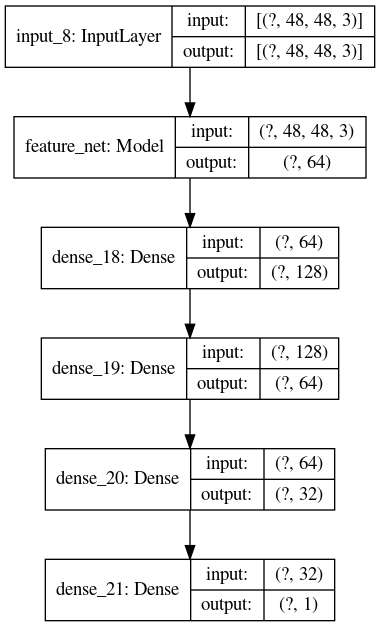 input_8: InputLayer
input: [(?, 48, 48, 3)]
output: [(?, 48, 48, 3)]
feature_net: Model
input: (?, 48, 48, 3)
output: (?, 64)
dense_18: Dense
input: (?, 64)
output: (?, 128)
dense_19: Dense
input: (?, 128)
output: (?, 64)
dense_20: Dense
input: (?, 64)
output: (?, 32)
dense_21: Dense
input: (?, 32)
output: (?, 1)